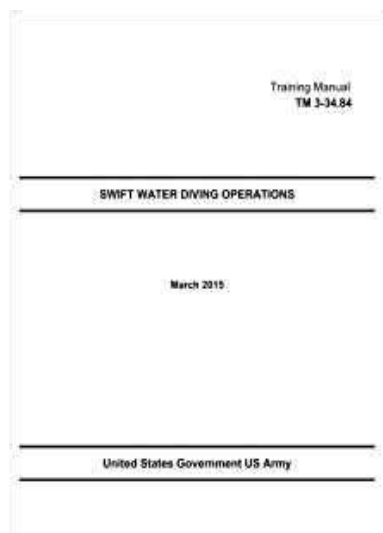 Training Manual
TM 3-34.84
SWIFT WATER DIVING OPERATIONS
March 2015
United States Government US Army